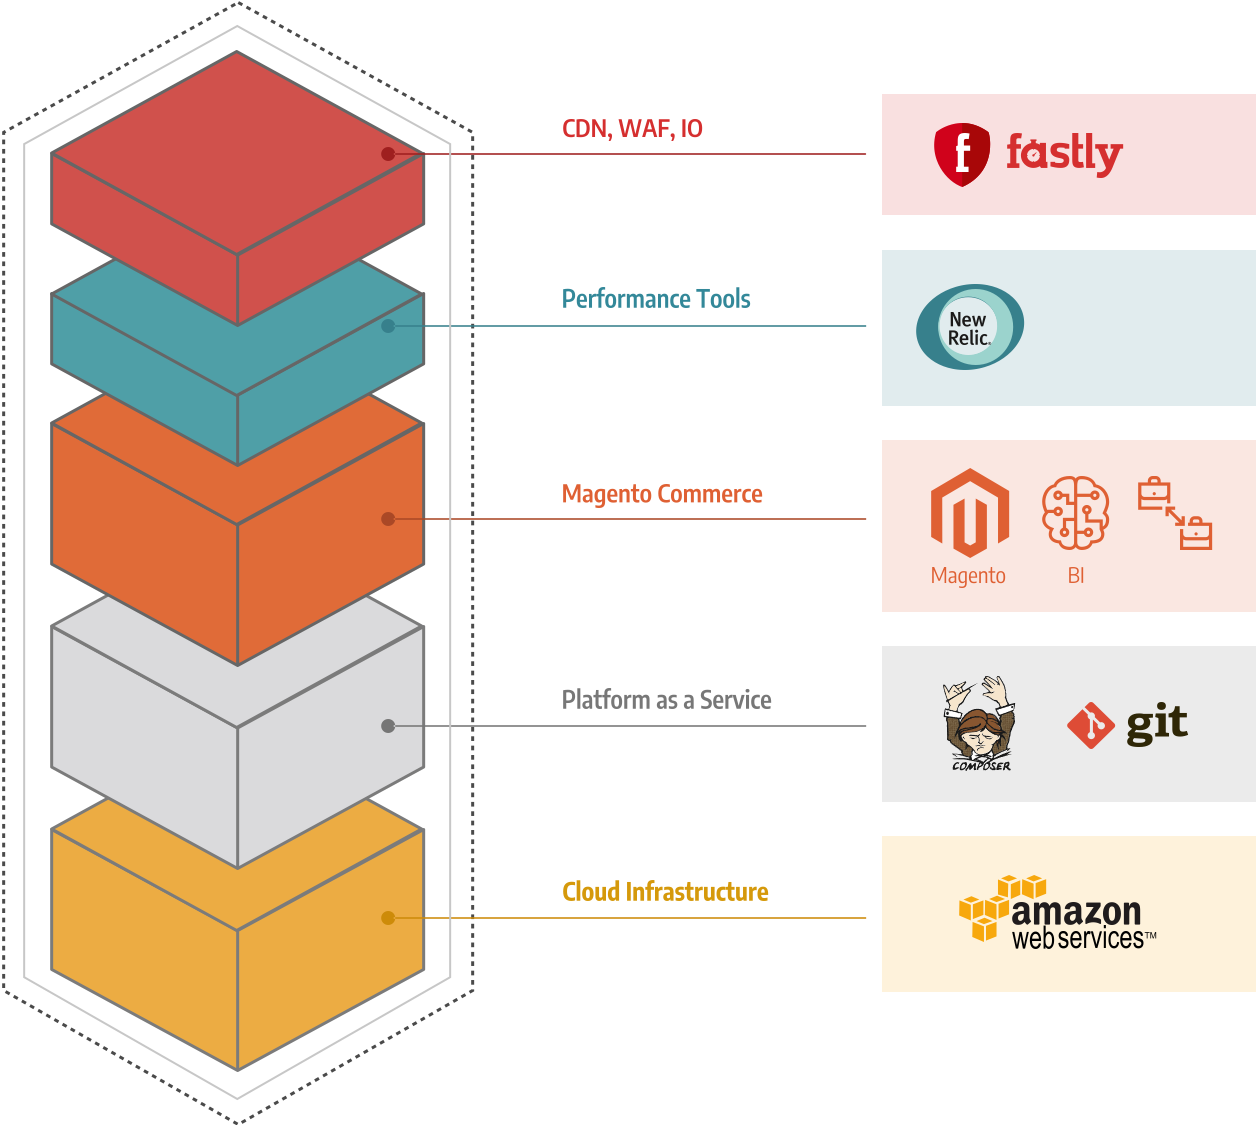 CDN, WAF, IO
f fastly
Performance Tools
New
Relic.
Magento Commerce
Magento
BI
Platform as a Service
COMPOSER
git
Cloud Infrastructure
amazon
web services™